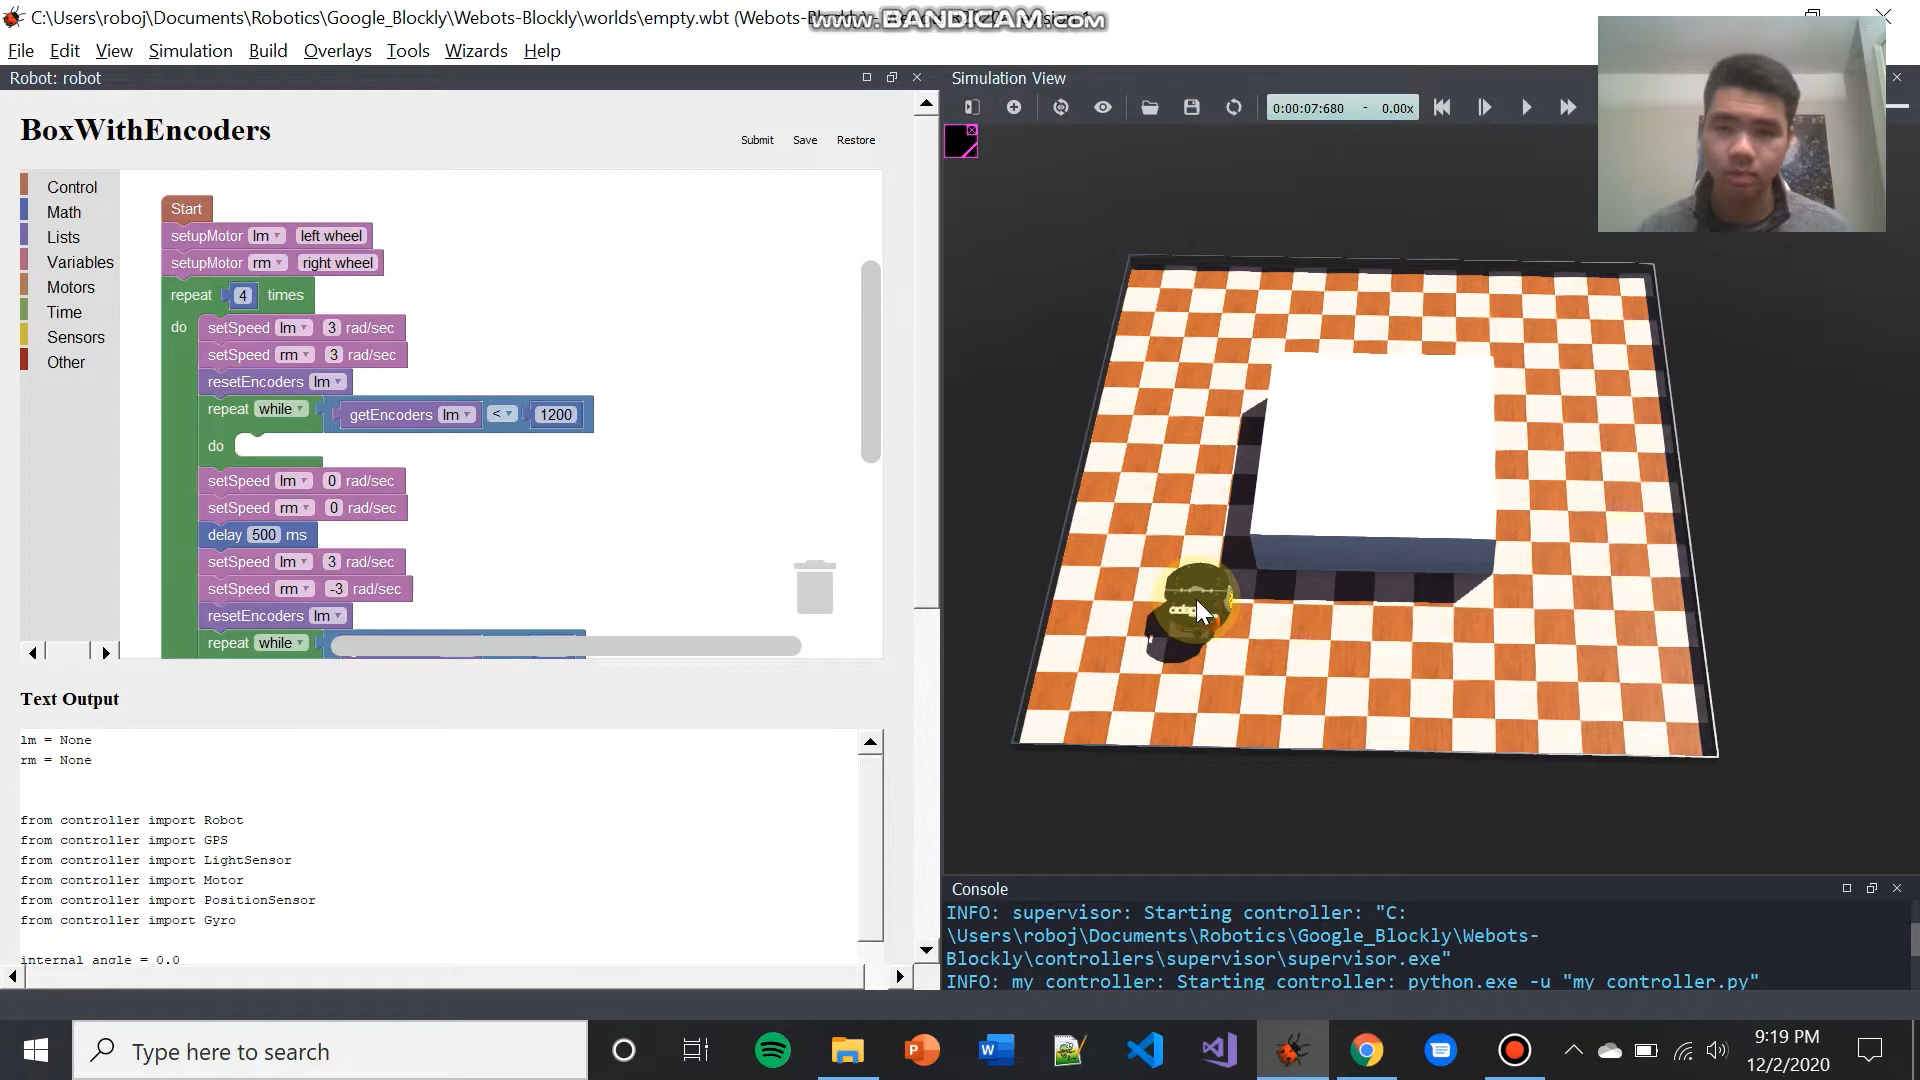 C:\Users\roboj\Documents\Robotics\Google_Blockly\Webots-Blockly\worlds\empty.wbt (Webots-Blockly) -
www.BANDICAM.com
File Edit View Simulation Build Overlays Tools Wizards Help
Robot: robot
BoxWithEncoders
Submit Save Restore
Control
Math
Lists
Variables
Motors
Time
Sensors
Other
Start
setupMotor lm left wheel
setupMotor rm right wheel
repeat 4 times
do
setSpeed lm 3 rad/sec
setSpeed rm 3 rad/sec
resetEncoders lm
repeat while getEncoders lm < 1200
do
setSpeed lm 0 rad/sec
setSpeed rm 0 rad/sec
delay 500 ms
setSpeed lm 3 rad/sec
setSpeed rm -3 rad/sec
resetEncoders lm
repeat while
Text Output
lm = None
rm = None
from controller import Robot
from controller import GPS
from controller import LightSensor
from controller import Motor
from controller import PositionSensor
from controller import Gyro
internal angle = 0.0
Simulation View
0:00:07:680 - 0.00x
Console
INFO: supervisor: Starting controller: "C:
\Users\roboj\Documents\Robotics\Google_Blockly\Webots-
Blockly\controllers\supervisor\supervisor.exe"
INFO: my controller: Starting controller: python.exe -u "my controller.py"
Type here to search
9:19 PM
12/2/2020